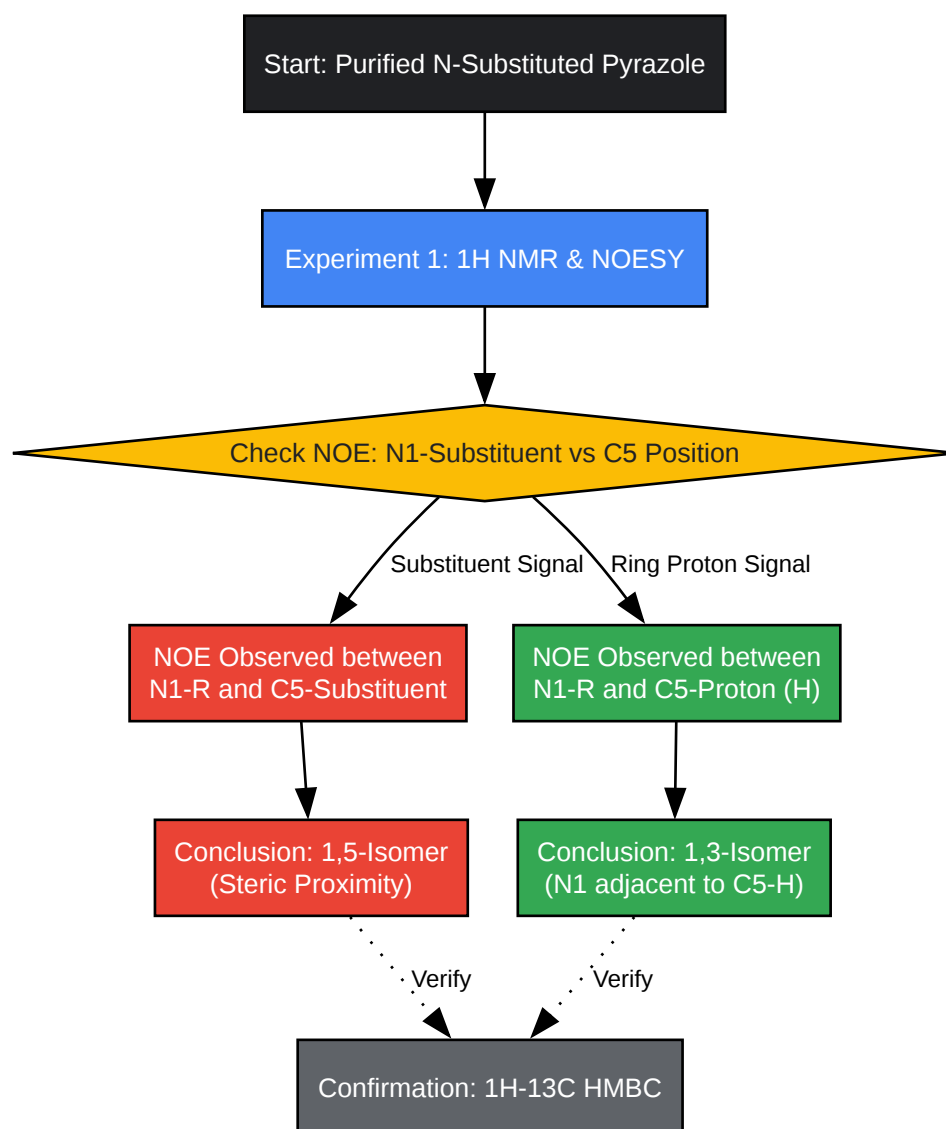 Start: Purified N-Substituted Pyrazole
Experiment 1: 1H NMR & NOESY
Check NOE: N1-Substituent vs C5 Position
Substituent Signal
Ring Proton Signal
NOE Observed between
N1-R and C5-Substituent
NOE Observed between
N1-R and C5-Proton (H)
Conclusion: 1,5-Isomer
(Steric Proximity)
Conclusion: 1,3-Isomer
(N1 adjacent to C5-H)
Verify
Verify
Confirmation: 1H-13C HMBC